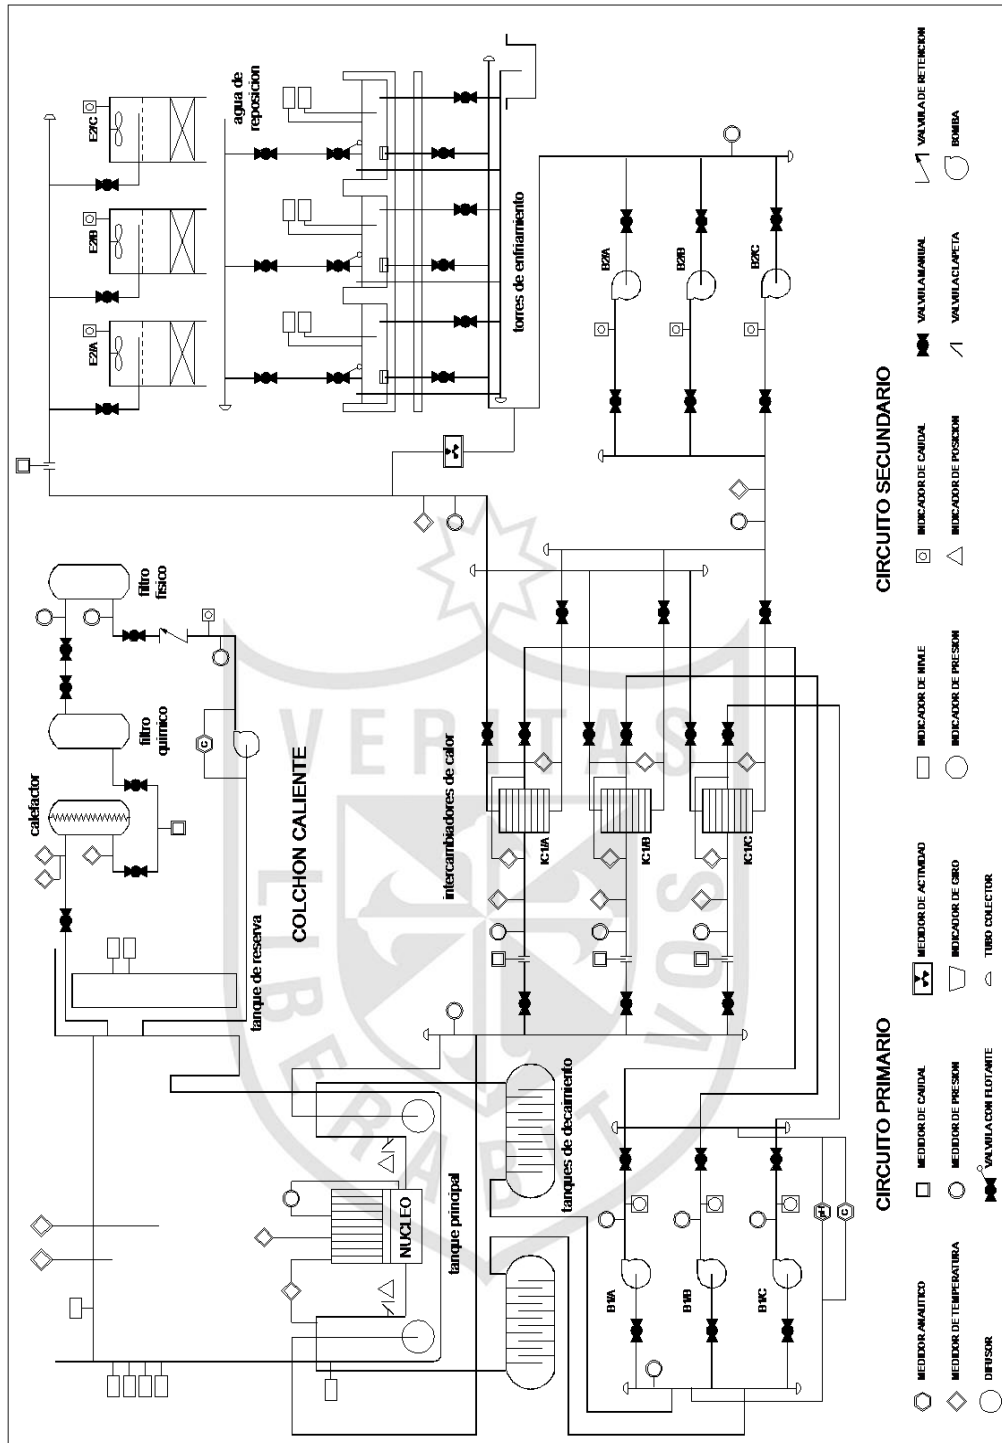 E2/A
E2/B
E2/C
agua de
reposicion
torres de enfriamiento
filtro
fisico
filtro
quimico
calefactor
C
COLCHON CALIENTE
tanque de reserva
intercambiadores de calor
IC1/A
IC1/B
IC1/C
B2/A
B2/B
B2/C
NUCLEO
tanque principal
tanques de decaimiento
B1/A
B1/B
B1/C
pH
C
CIRCUITO PRIMARIO
CIRCUITO SECUNDARIO
MEDIDOR ANALITICO
MEDIDOR DE CAUDAL
MEDIDOR DE ACTIVIDAD
INDICADOR DE NIVLE
INDICADOR DE CAUDAL
VALVULA MANUAL
VALVULA DE RETENCION
MEDIDOR DE TEMPERATURA
MEDIDOR DE PRESION
INDICADOR DE GIRO
INDICADOR DE PRESION
INDICADOR DE POSICION
VALVULA CLAPETA
BOMBA
DIFUSOR
VALVULA CON FLOTANTE
TUBO COLECTOR
VERITAS
LIBERABIT VOS